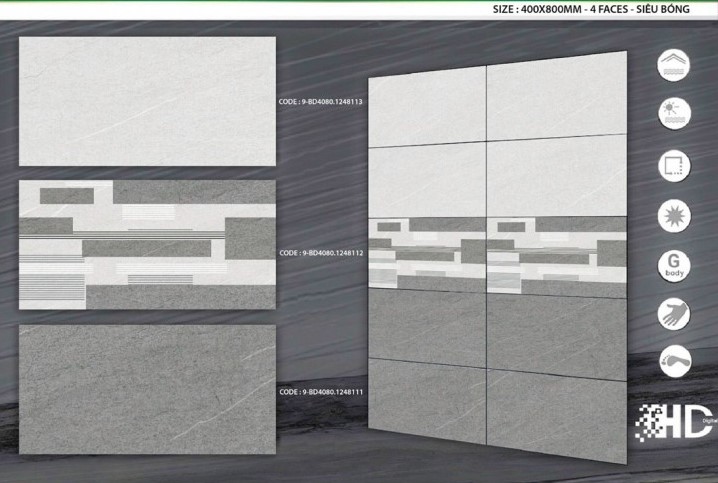 SIZE : 400X800MM - 4 FACES - SIÊU BÓNG
CODE : 9-BD4080.1248113
CODE : 9-BD4080.1248112
G
body
CODE : 9-BD4080.1248111
HD
Digital